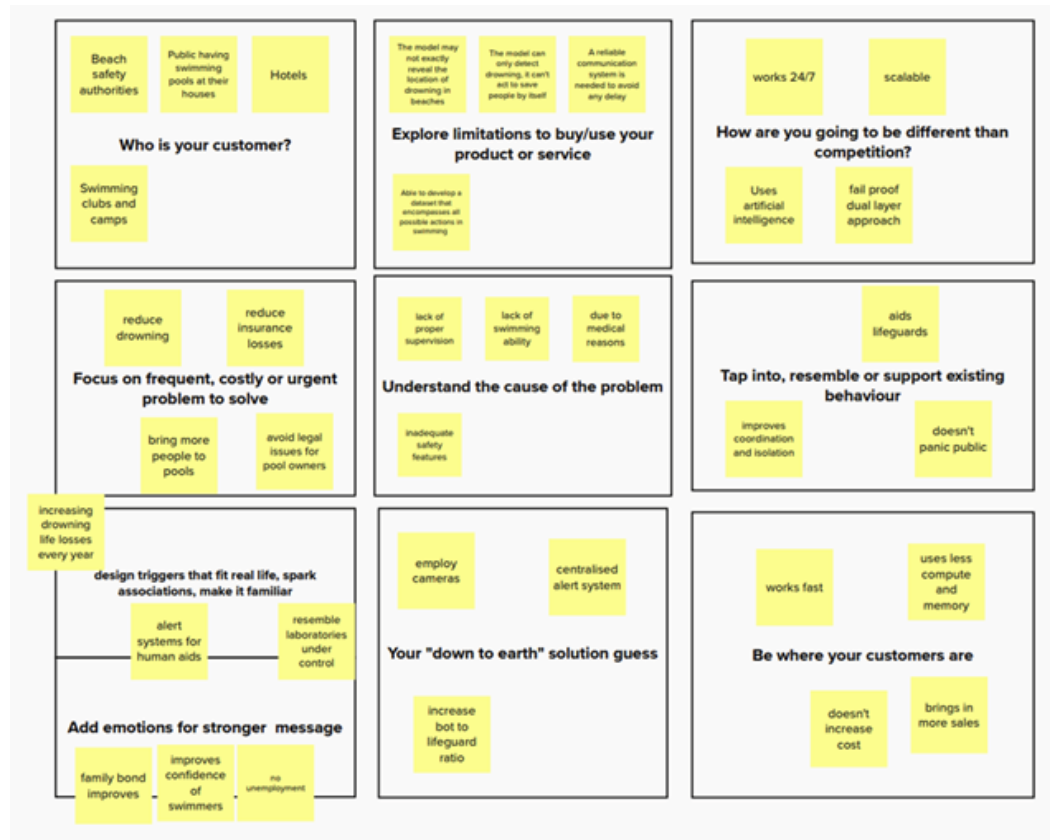 Beach
safety
authorities
Public having
swimming
pools at their
houses
Hotels
Who is your customer?
Swimming
clubs and
camps
The model may
not exactly
reveal the
location of
drowning in
beaches
The model can
only detect
drowning, it can't
act to save
people by itself
A reliable
communication
system is
needed to avoid
any delay
Explore limitations to buy/use your
product or service
Able to develop a
dataset that
encompasses all
possible actions in
swimming
works 24/7
scalable
How are you going to be different than
competition?
Uses
artificial
intelligence
fail proof
dual layer
approach
reduce
drowning
reduce
insurance
losses
Focus on frequent, costly or urgent
problem to solve
bring more
people to
pools
avoid legal
issues for
pool owners
lack of
proper
supervision
lack of
swimming
ability
due to
medical
reasons
Understand the cause of the problem
inadequate
safety
features
aids
lifeguards
Tap into, resemble or support existing
behaviour
improves
coordination
and isolation
doesn't
panic public
increasing
drowning
life losses
every year
design triggers that fit real life, spark
associations, make it familiar
alert
systems for
human aids
resemble
laboratories
under
control
Add emotions for stronger message
family bond
improves
improves
confidence
of
swimmers
no
unemployment
employ
cameras
centralised
alert system
Your "down to earth" solution guess
increase
bot to
lifeguard
ratio
works fast
uses less
compute
and
memory
Be where your customers are
doesn't
increase
cost
brings in
more sales